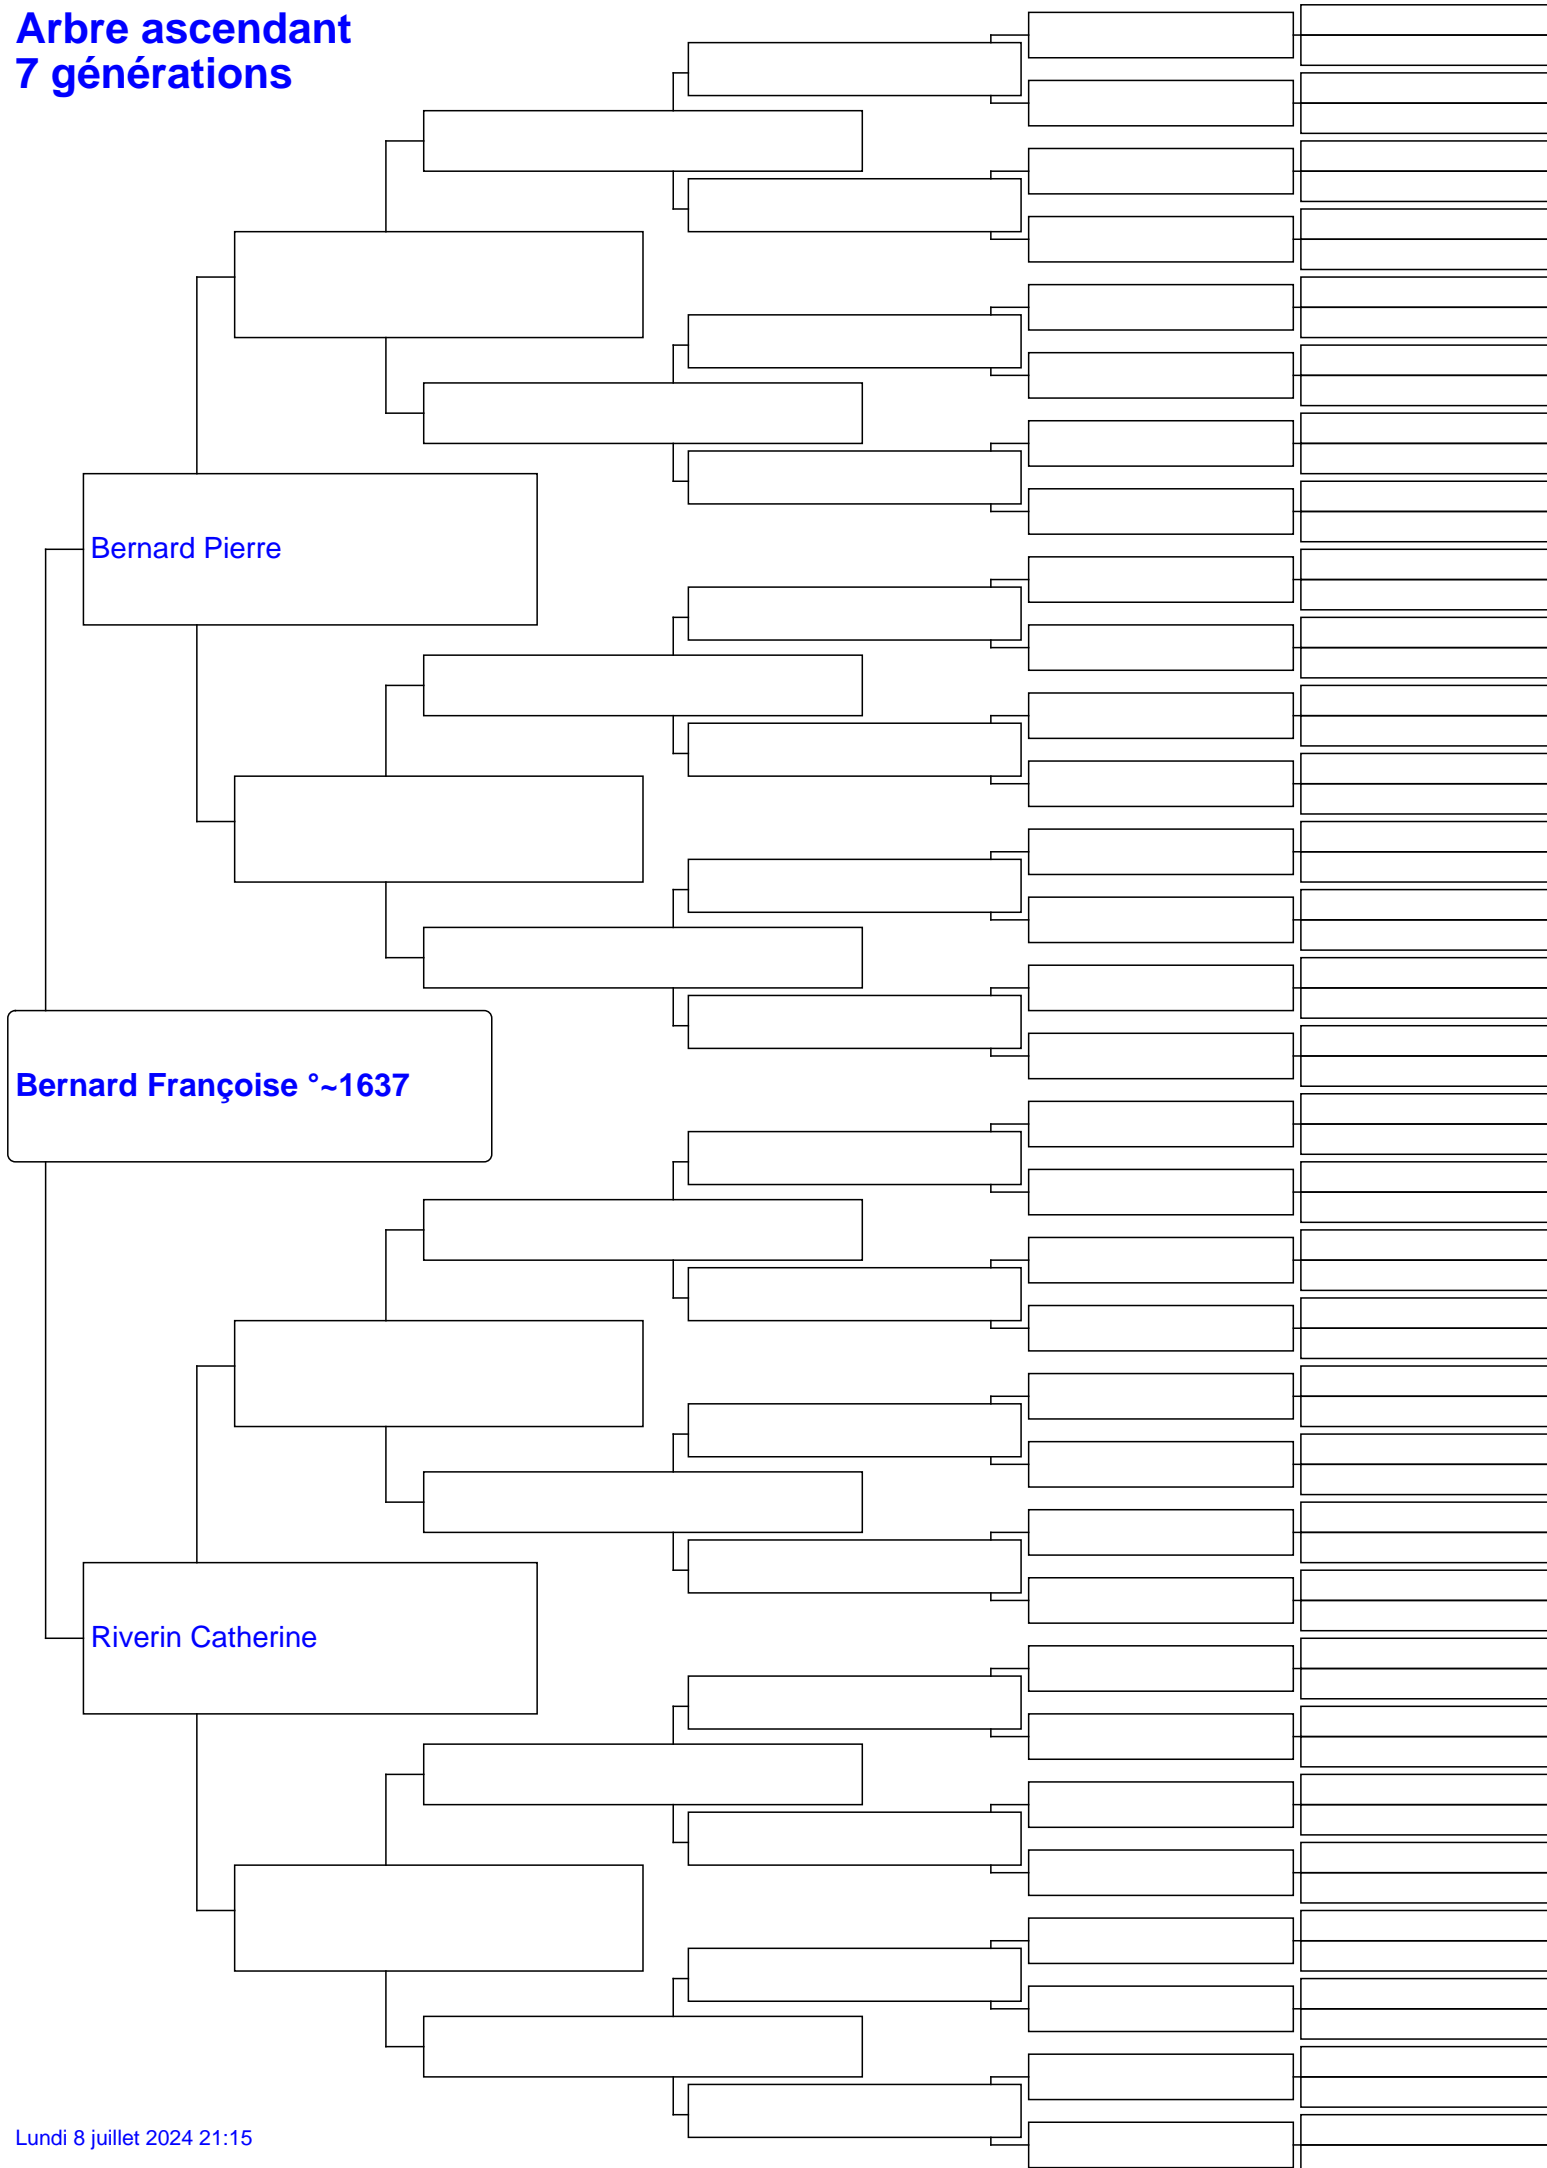 Arbre ascendant
7 générations
Bernard Pierre
Bernard Françoise °~1637
Riverin Catherine
Lundi 8 juillet 2024 21:15